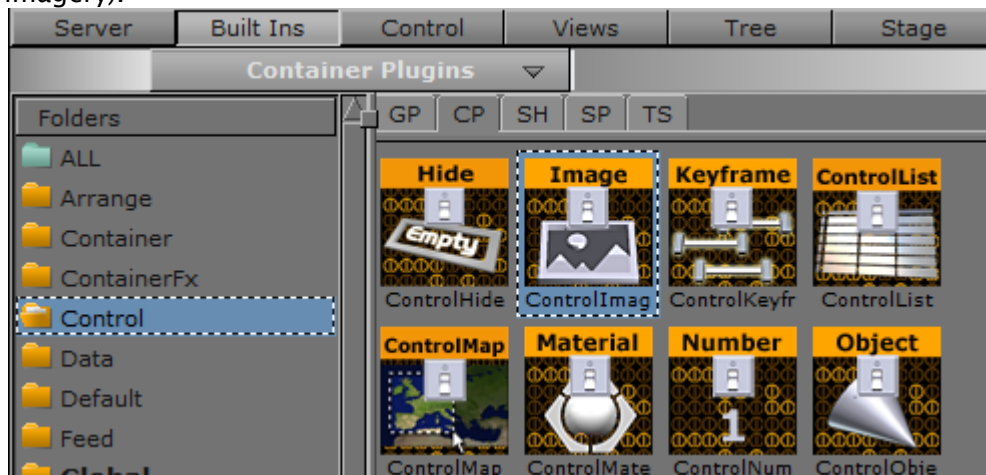 imagery).
Server Built Ins Control Views Tree Stage
Container Plugins
Folders
GP CP SH SP TS
ALL
Arrange
Container
ContainerFx
Control
Data
Default
Feed
Global
Hide Image Keyframe ControlList
Empty
ControlHide ControlImag ControlKeyfr ControlList
ControlMap Material Number Object
1
ControlMap ControlMate ControlNum ControlObje